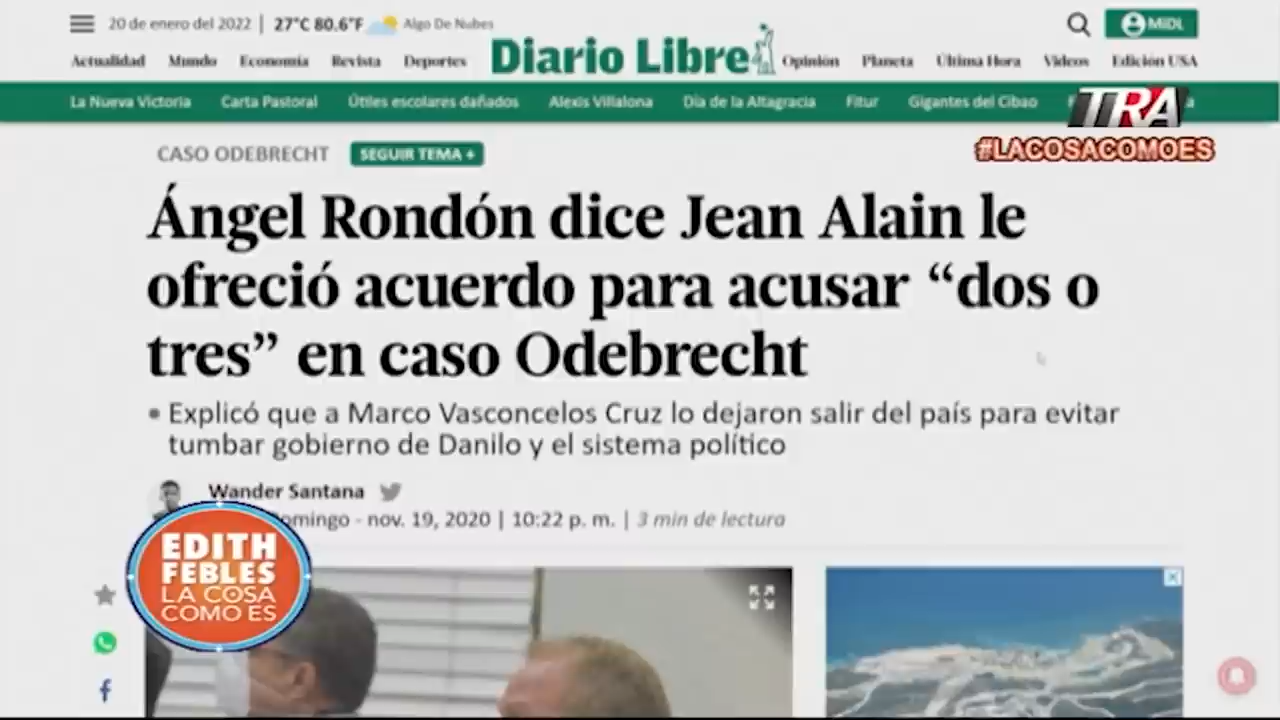 20 de enero del 2022 | 27°C 80.6°F Algo De Nubes
MiDL
Diario Libre
Actualidad Mundo Economía Revista Deportes Opinión Planeta Última Hora Videos Edición USA
La Nueva Victoria Carta Pastoral Útiles escolares dañados Alexis Villalona Día de la Altagracia Fitur Gigantes del Cibao
TRA
#LACOSACOMOES
CASO ODEBRECHT SEGUIR TEMA +
Ángel Rondón dice Jean Alain le
ofreció acuerdo para acusar “dos o
tres” en caso Odebrecht
• Explicó que a Marco Vasconcelos Cruz lo dejaron salir del país para evitar
tumbar gobierno de Danilo y el sistema político
Wander Santana
omingo - nov. 19, 2020 | 10:22 p. m. | 3 min de lectura
EDITH
FEBLES
LA COSA
COMO ES